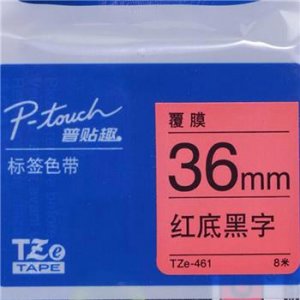 P-touch
普贴趣
标签色带
TZe
TAPE
覆膜
36mm
红底黑字
TZe-461 8米